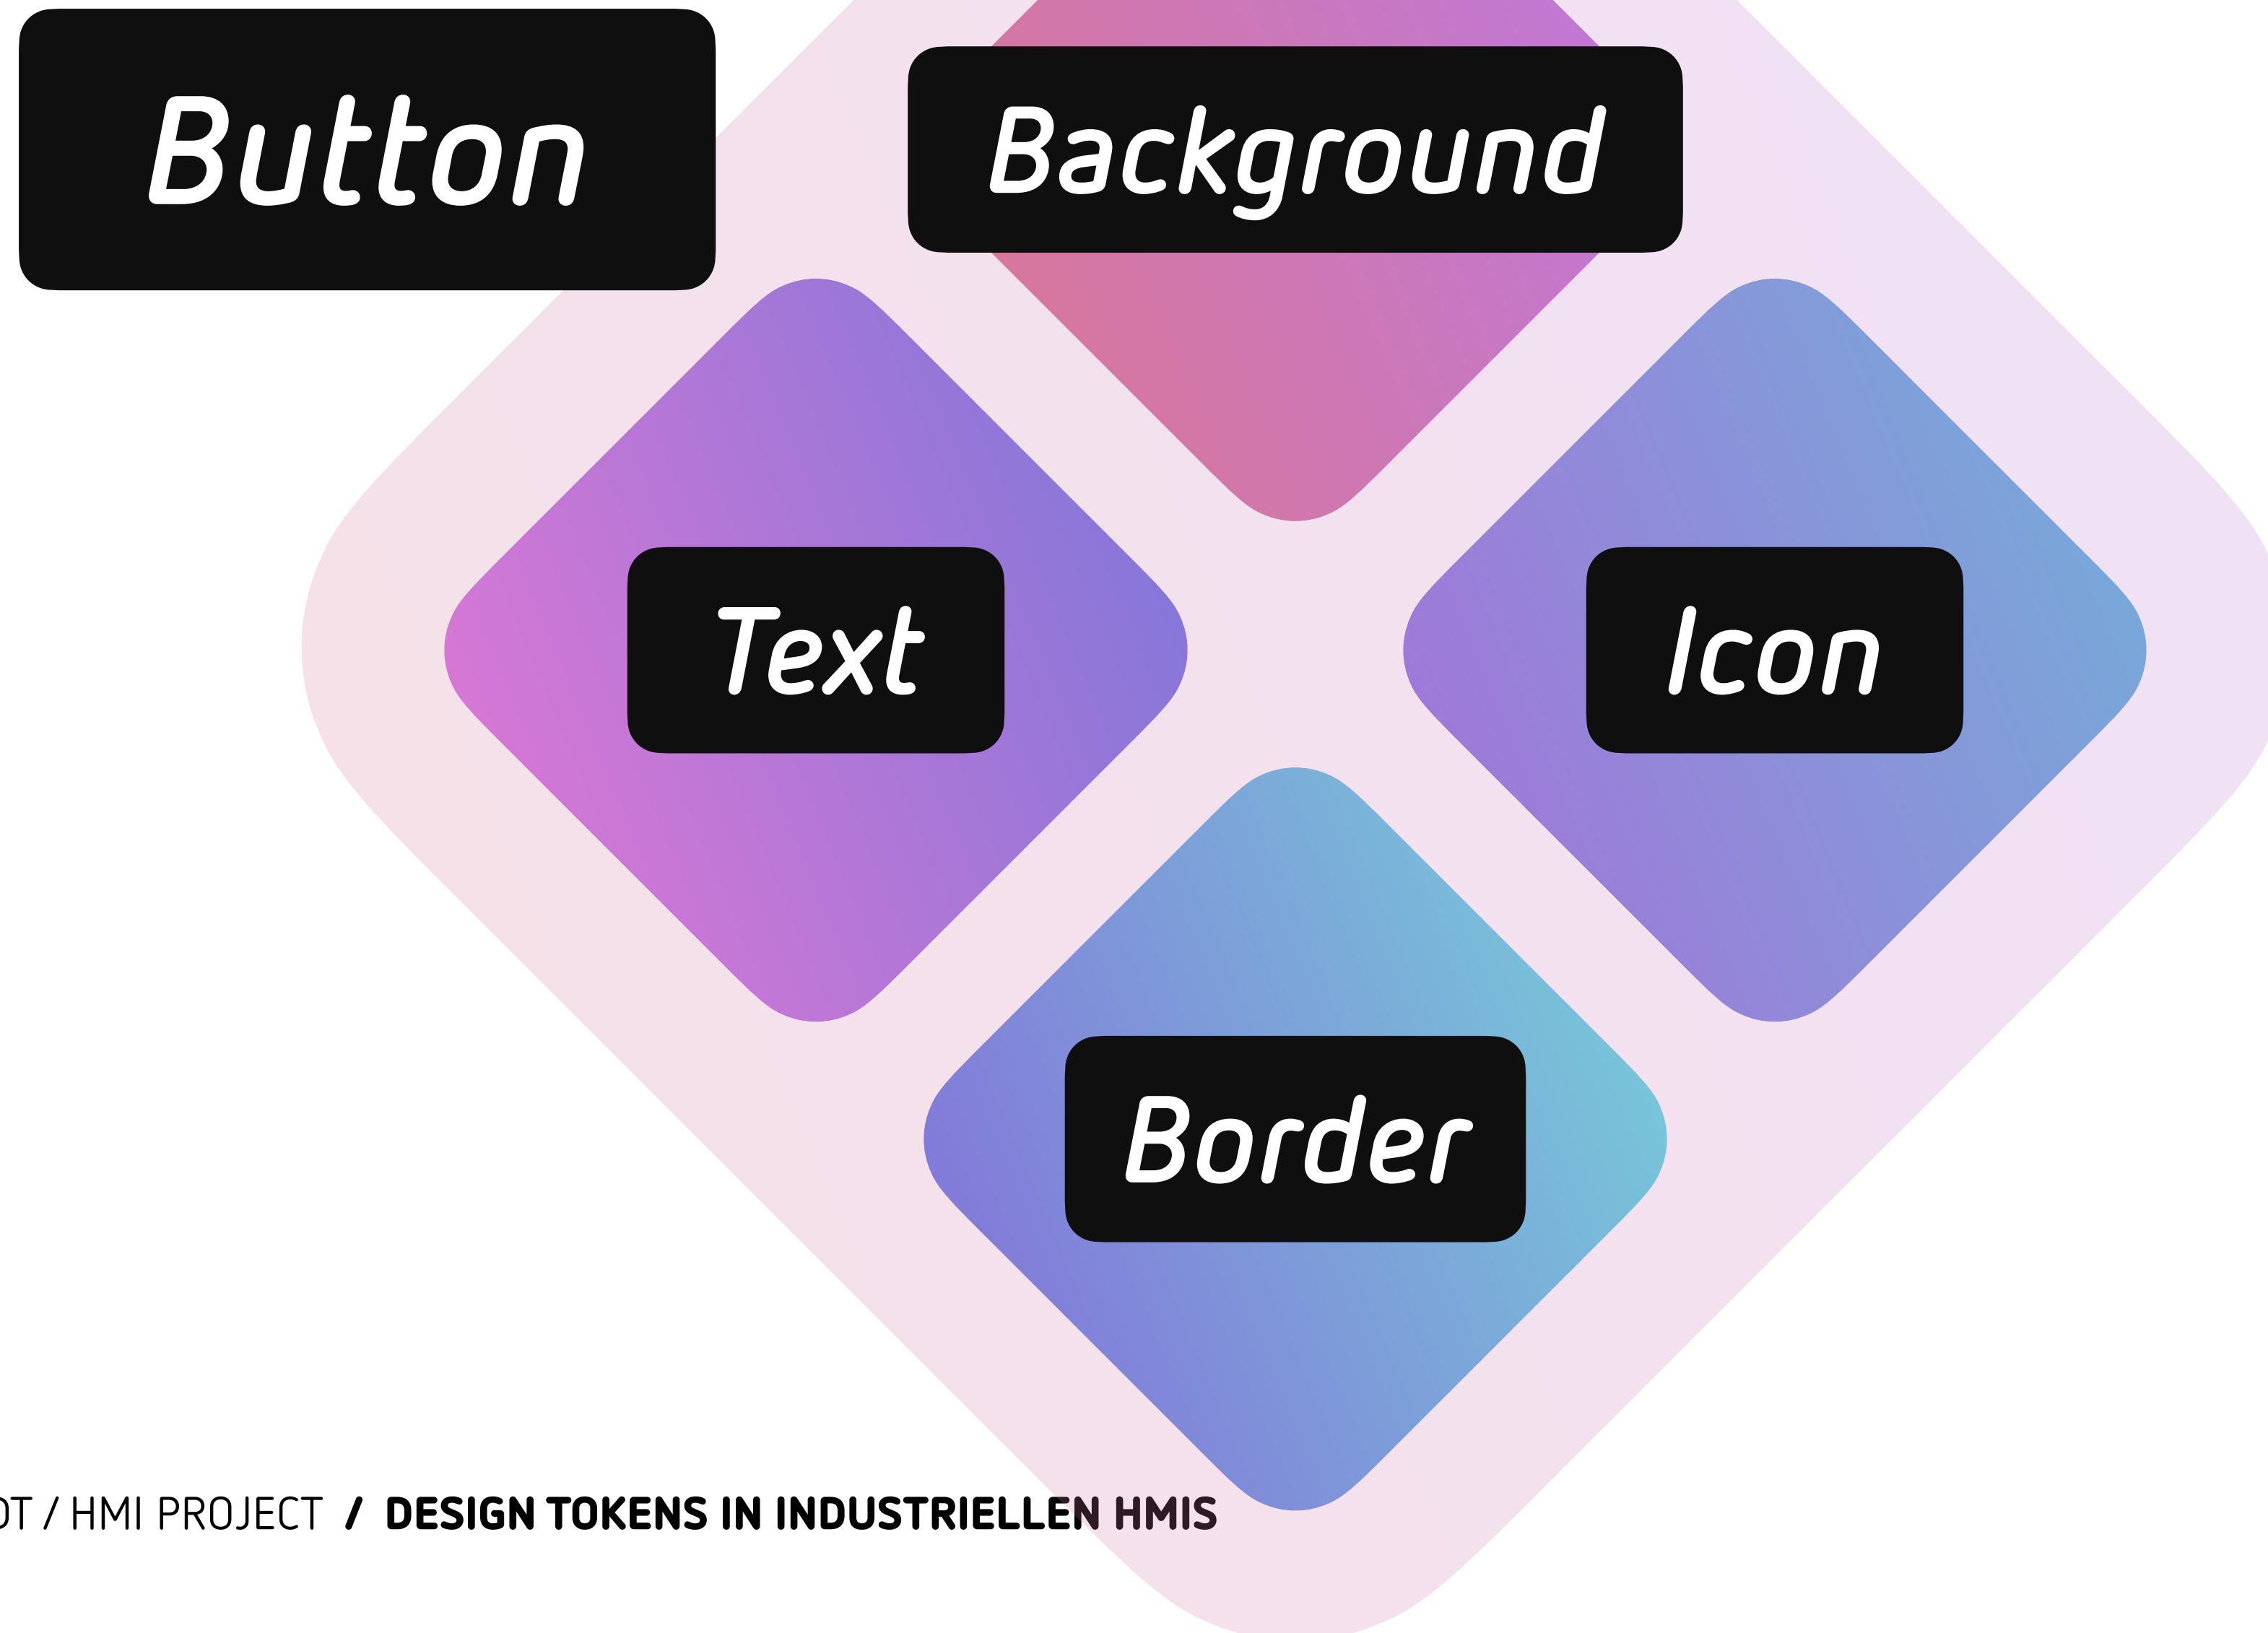 Button
Background
Text
Icon
Border
T / HMI PROJECT / DESIGN TOKENS IN INDUSTRIELLEN HMIS